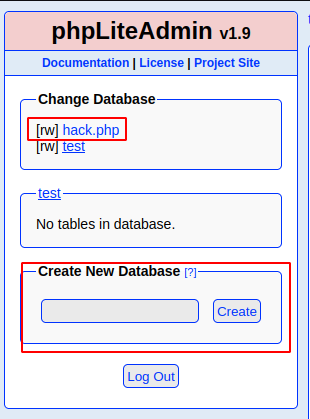 phpLiteAdmin v1.9
Documentation | License | Project Site
Change Database
[rw] hack.php
[rw] test
test
No tables in database.
Create New Database [?]
Create
Log Out